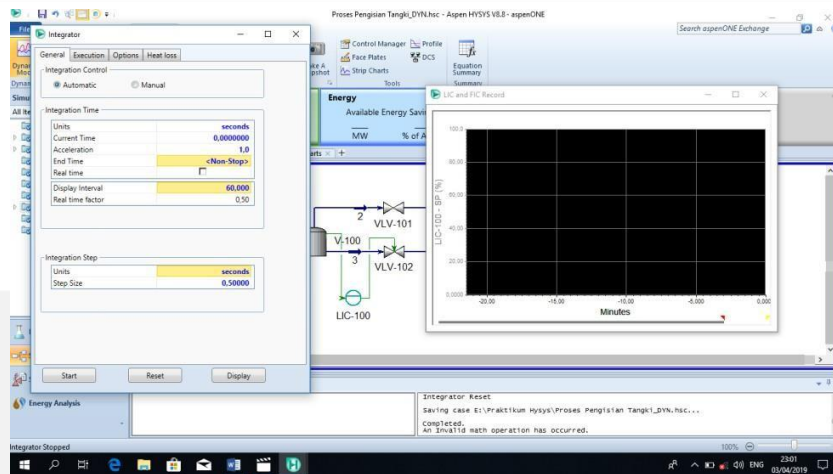 Proses Pengisian Tangki_DYN.hsc - Aspen HYSYS V8.8 - aspenONE
Search aspenONE Exchange
File
Integrator
General Execution Options Heat loss
Integration Control
Automatic Manual
Integration Time
Units seconds
Current Time 0,0000000
Acceleration 1,0
End Time <Non-Stop>
Real time
Display Interval 60,000
Real time factor 0,50
Integration Step
Units seconds
Step Size 0,50000
Start Reset Display
Control Manager Profile
Face Plates DCS
Strip Charts
Tools
Equation
Summary
Summary
Energy
MW % of A
LIC and FIC Record
LIC-100 - SP (%)
100,0
80,00
60,00
40,00
20,00
0,0000
-20,00 -15,00 -10,00 -5,000 0,000
Minutes
2
VLV-101
V-100
3
VLV-102
LIC-100
Energy Analysis
Integrator Reset
Saving case E:\Praktikum Hysys\Proses Pengisian Tangki_DYN.hsc...
Completed.
An Invalid math operation has occurred.
Integrator Stopped
100%
ENG
23:01
03/04/2019